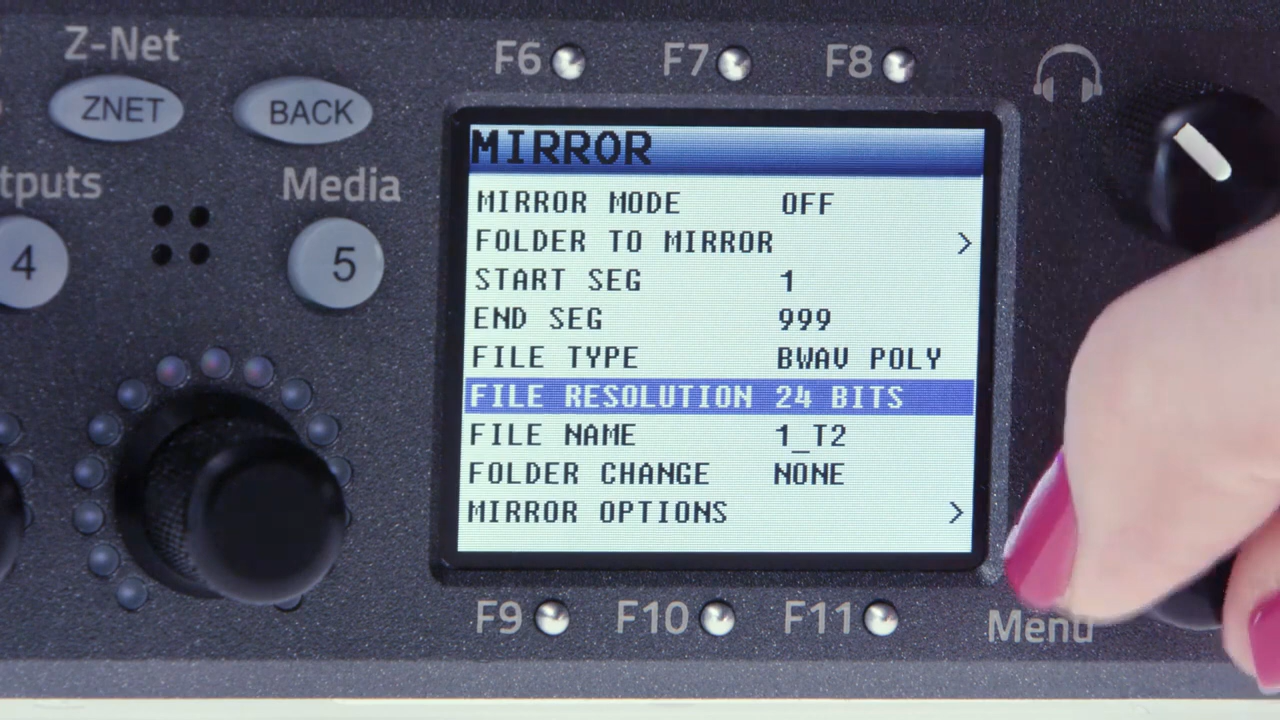 Z-Net
F6
F7
F8
ZNET
BACK
tputs
Media
4
5
MIRROR
MIRROR MODE OFF
FOLDER TO MIRROR >
START SEG 1
END SEG 999
FILE TYPE BWAV POLY
FILE RESOLUTION 24 BITS
FILE NAME 1_T2
FOLDER CHANGE NONE
MIRROR OPTIONS >
F9
F10
F11
Menu